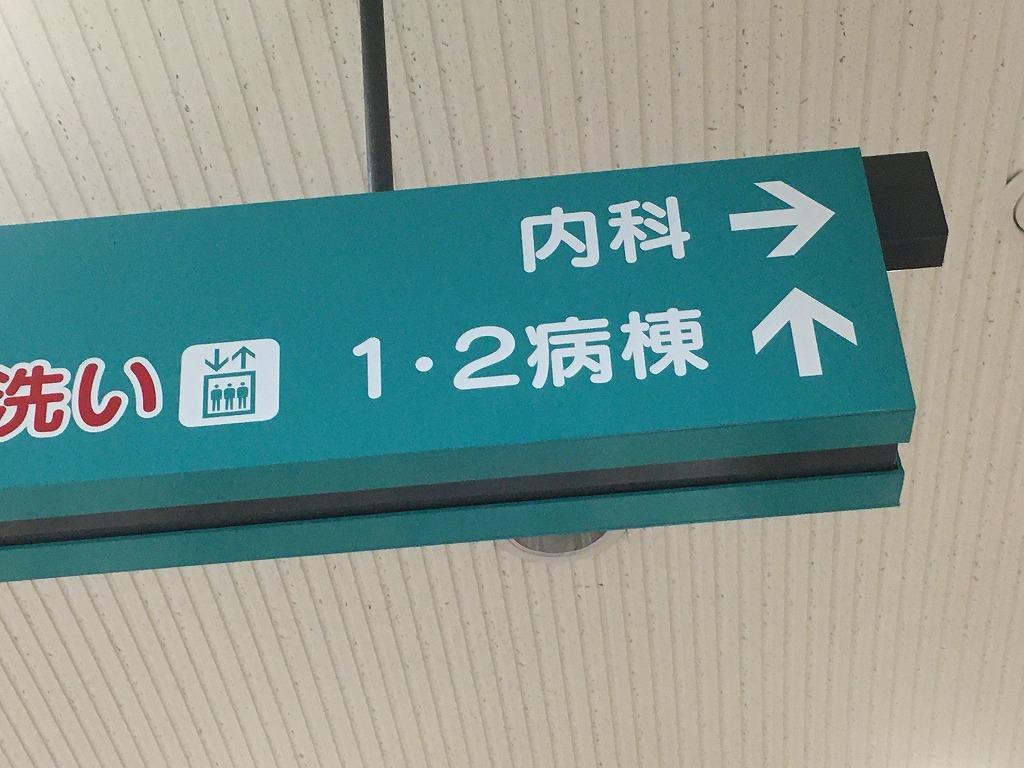 内科 →
洗い 1・2病棟 ↑